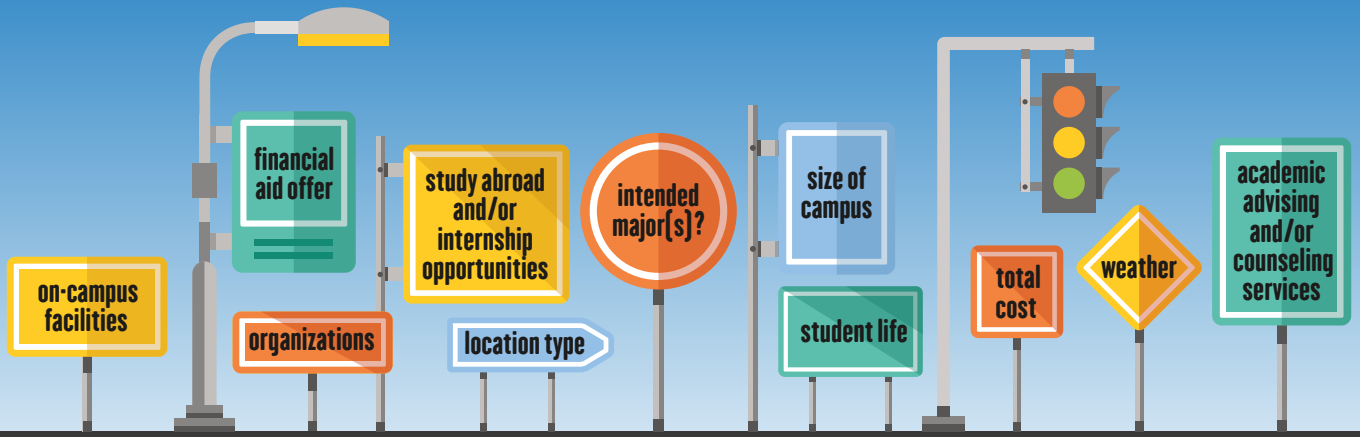 on-campus
facilities
financial
aid offer
organizations
study abroad
and/or
internship
opportunities
location type
intended
major(s)?
size of
campus
student life
total
cost
weather
academic
advising
and/or
counseling
services